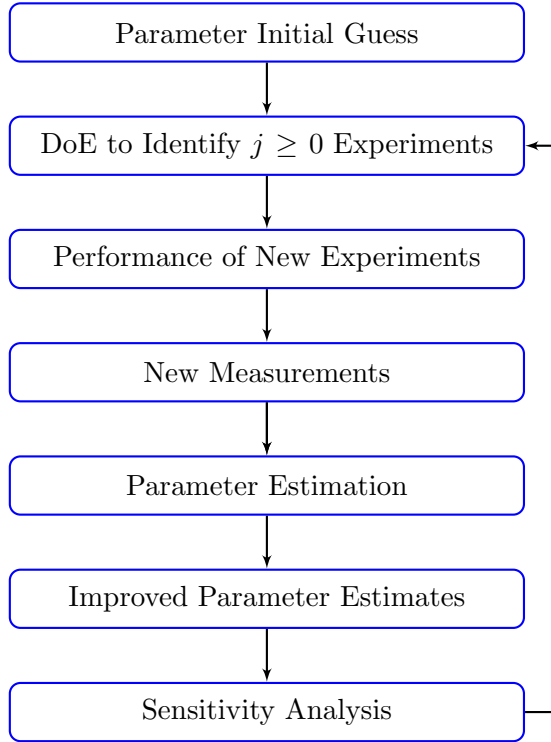 Parameter Initial Guess
DoE to Identify j ≥ 0 Experiments
Performance of New Experiments
New Measurements
Parameter Estimation
Improved Parameter Estimates
Sensitivity Analysis